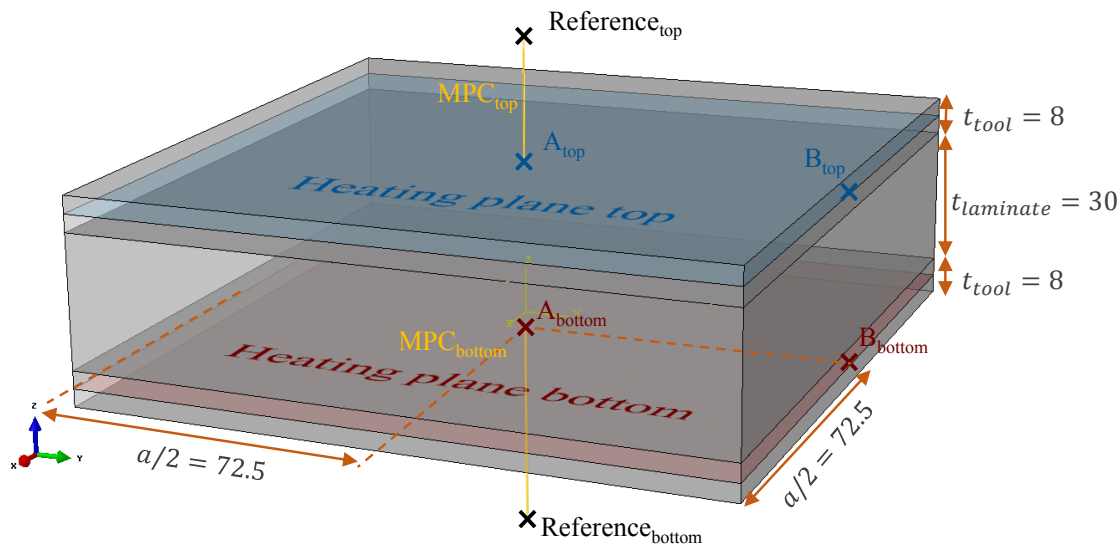 Reference_top
MPC_top
t_tool = 8
A_top
B_top
Heating plane top
t_laminate = 30
t_tool = 8
z
Y
X
A_bottom
MPC_bottom
B_bottom
Heating plane bottom
z
X
Y
a/2 = 72.5
a/2 = 72.5
Reference_bottom